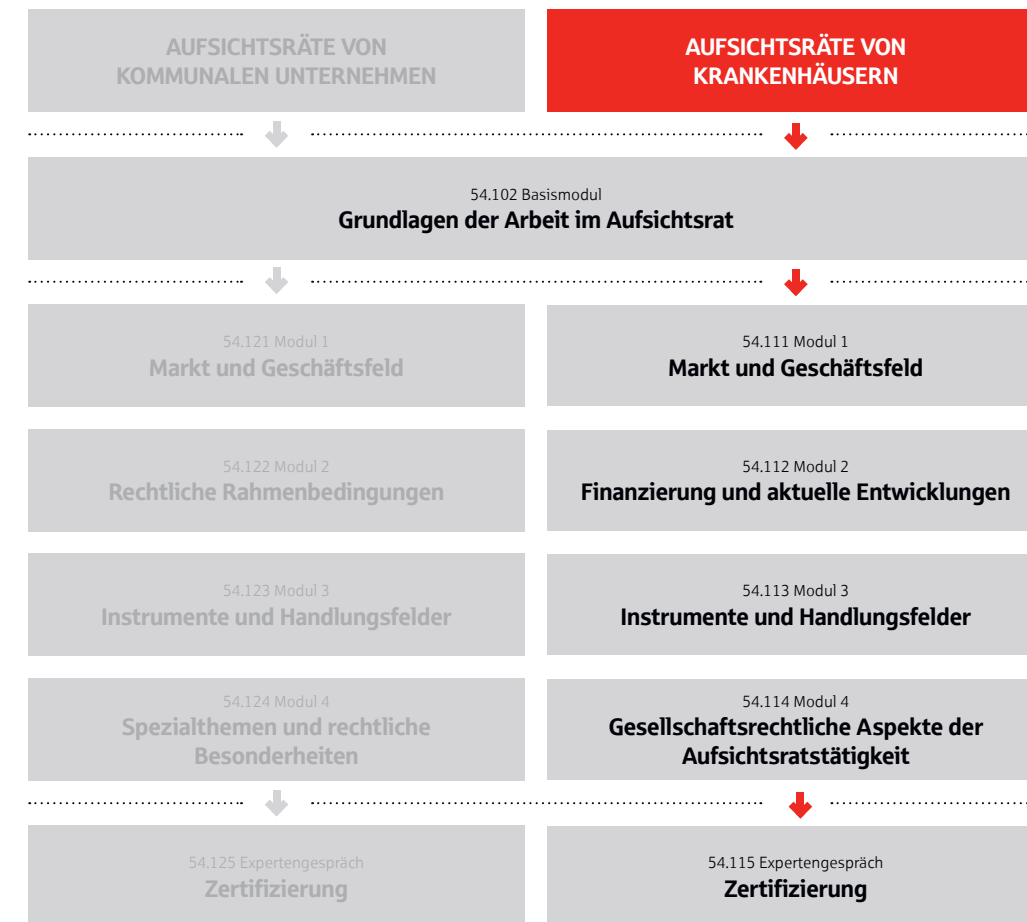 AUFSICHTSRÄTE VON
KOMMUNALEN UNTERNEHMEN
AUFSICHTSRÄTE VON
KRANKENHÄUSERN
54.102 Basismodul
Grundlagen der Arbeit im Aufsichtsrat
54.121 Modul 1
Markt und Geschäftsfeld
54.111 Modul 1
Markt und Geschäftsfeld
54.122 Modul 2
Rechtliche Rahmenbedingungen
54.112 Modul 2
Finanzierung und aktuelle Entwicklungen
54.123 Modul 3
Instrumente und Handlungsfelder
54.113 Modul 3
Instrumente und Handlungsfelder
54.124 Modul 4
Spezialthemen und rechtliche
Besonderheiten
54.114 Modul 4
Gesellschaftsrechtliche Aspekte der
Aufsichtsratstätigkeit
54.125 Expertengespräch
Zertifizierung
54.115 Expertengespräch
Zertifizierung